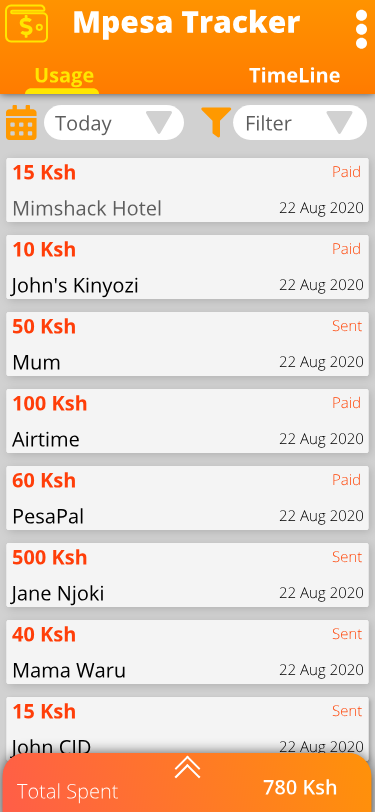 Mpesa Tracker
Usage TimeLine
Today Filter
15 Ksh Paid
Mimshack Hotel 22 Aug 2020
10 Ksh Paid
John's Kinyozi 22 Aug 2020
50 Ksh Sent
Mum 22 Aug 2020
100 Ksh Paid
Airtime 22 Aug 2020
60 Ksh Paid
PesaPal 22 Aug 2020
500 Ksh Sent
Jane Njoki 22 Aug 2020
40 Ksh Sent
Mama Waru 22 Aug 2020
15 Ksh Sent
John CID 22 Aug 2020
Total Spent 780 Ksh